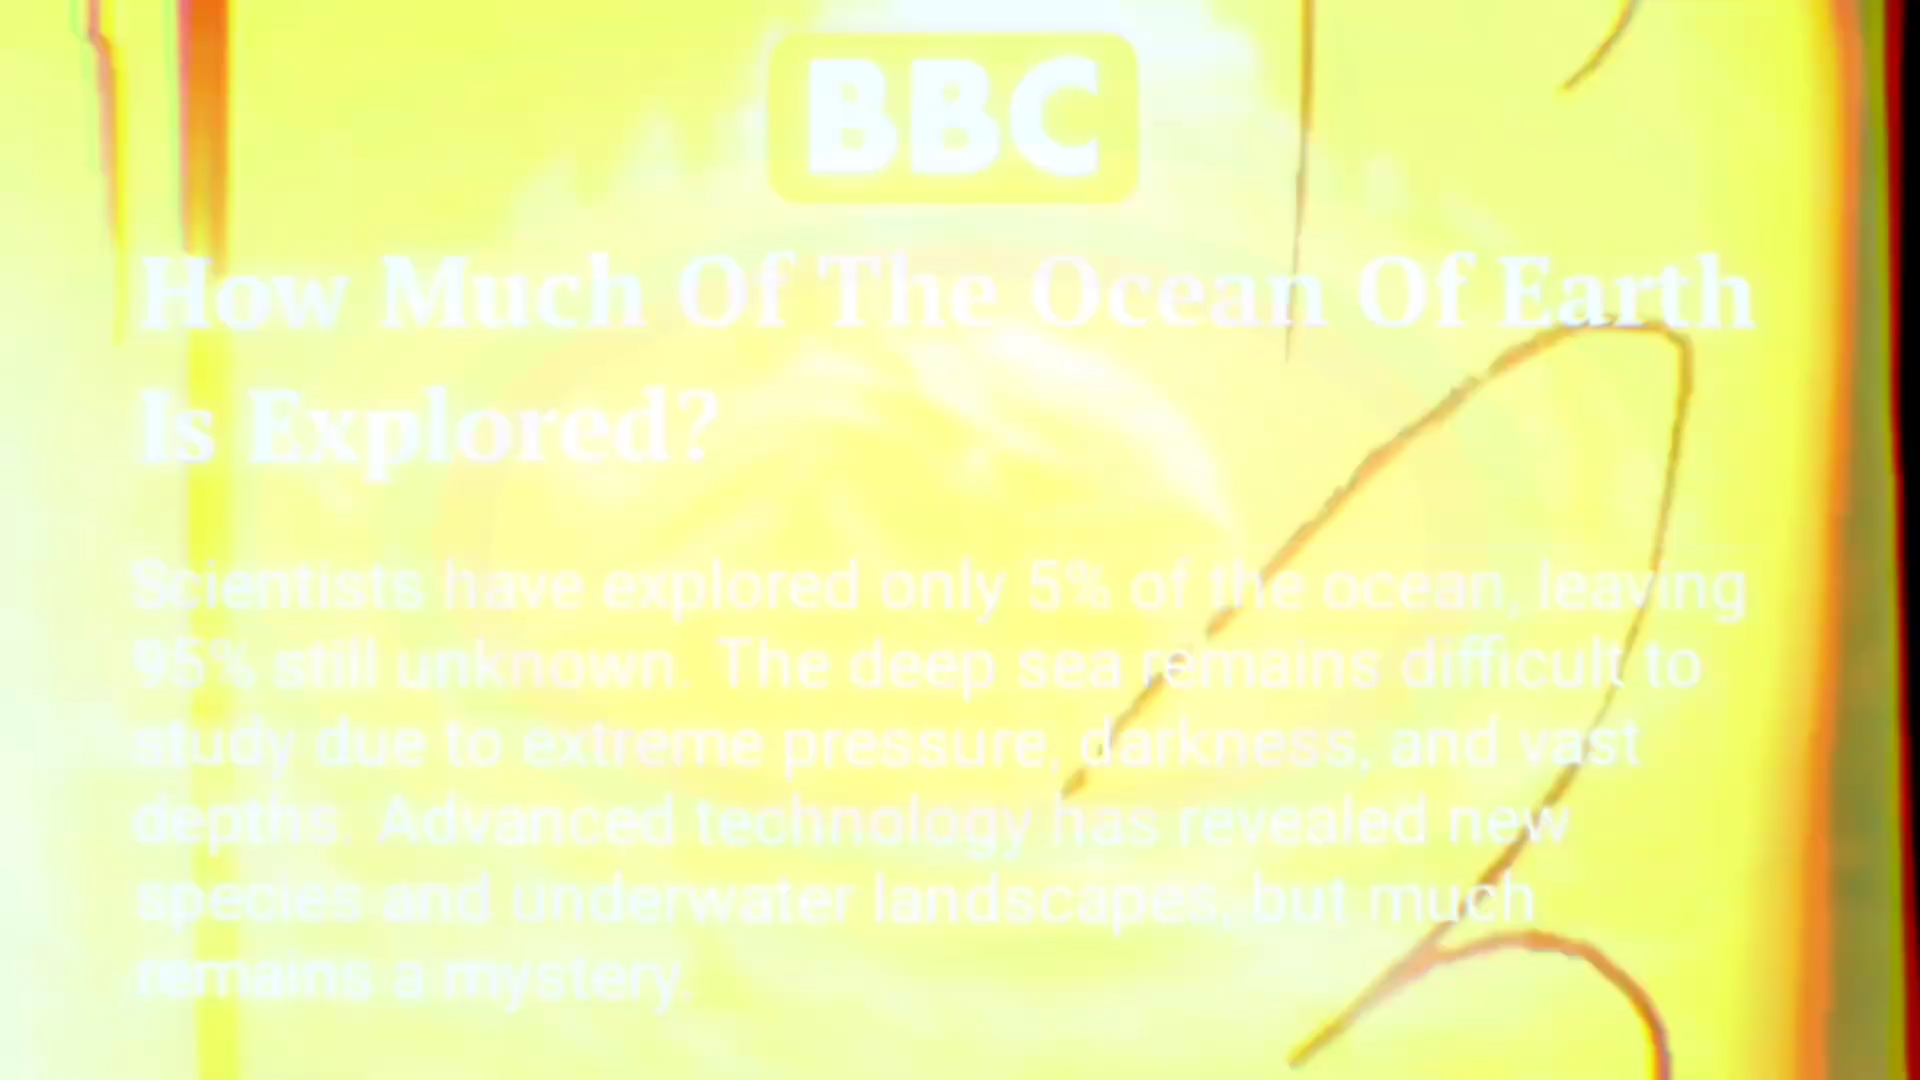 BBC
How Much Of The Ocean Of Earth
Is Explored?
Scientists have explored only 5% of the ocean, leaving
95% still unknown. The deep sea remains difficult to
study due to extreme pressure, darkness, and vast
depths. Advanced technology has revealed new
species and underwater landscapes, but much
remains a mystery.